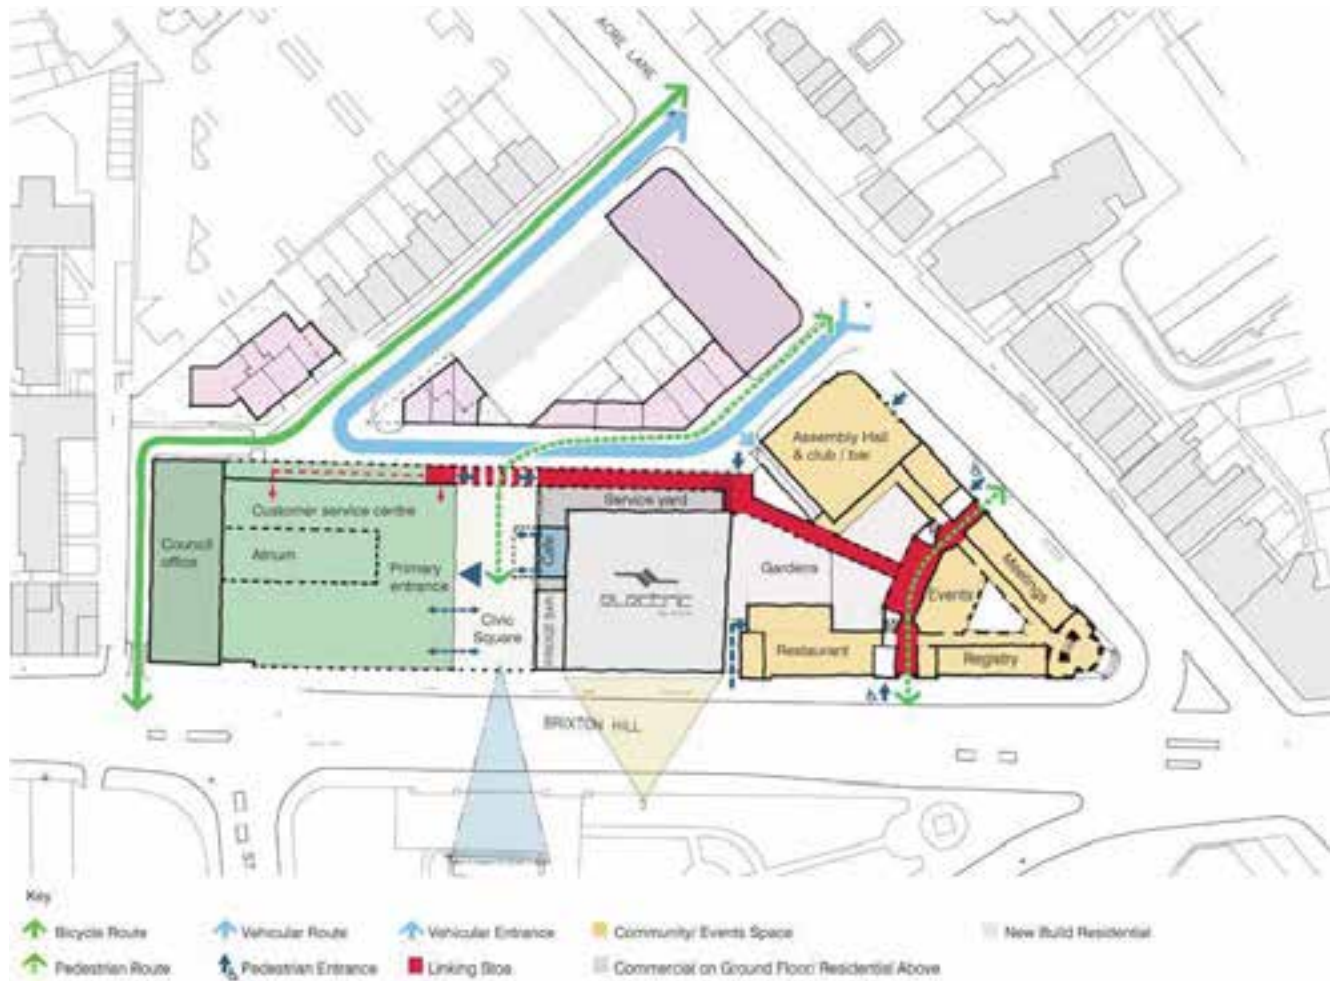 ACRE LANE
Assembly Hall
& club / bar
Service yard
Customer service centre
Council
office
Atrium
Cafe
Primary
entrance
Gardens
Meetings
electric
Events
Civic
Square
Restaurant
Registry
BRIXTON HILL
ST
Key
Bicycle Route
Vehicular Route
Vehicular Entrance
Community/ Events Space
New Build Residential
Pedestrian Route
Pedestrian Entrance
Linking Stoa
Commercial on Ground Floor/ Residential Above